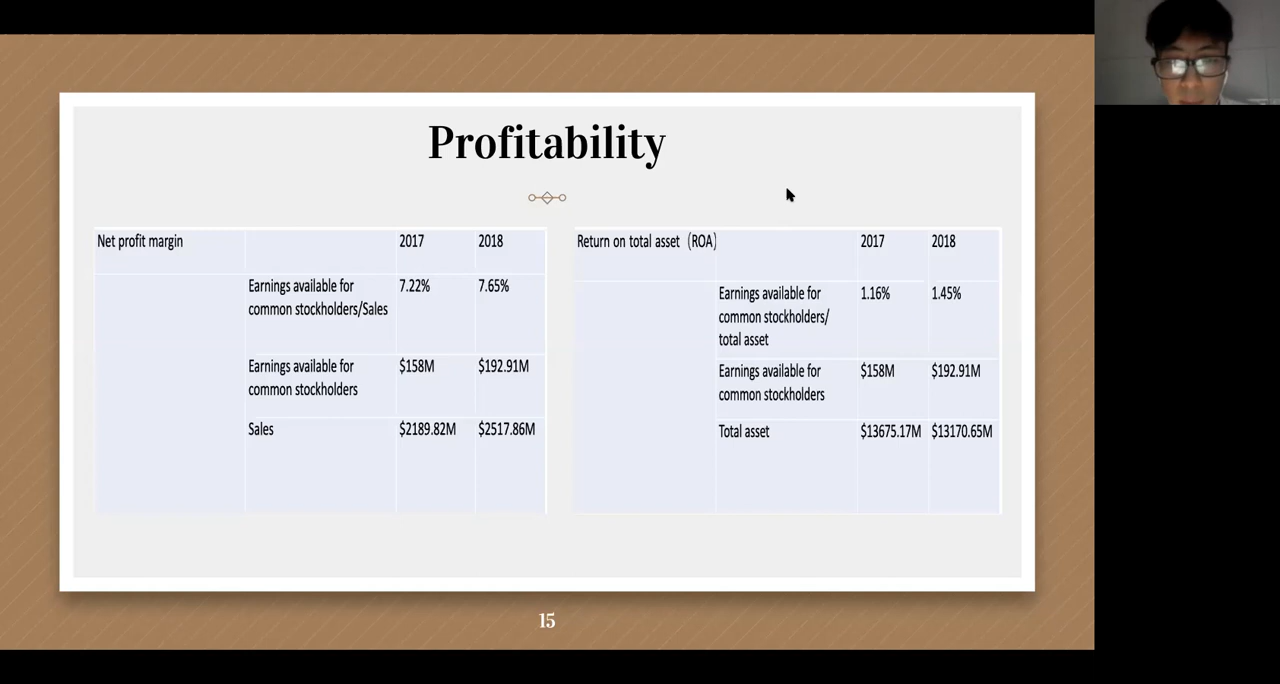 Profitability
Net profit margin 2017 2018
Earnings available for 7.22% 7.65%
common stockholders/Sales
Earnings available for $158M $192.91M
common stockholders
Sales $2189.82M $2517.86M
Return on total asset (ROA) 2017 2018
Earnings available for 1.16% 1.45%
common stockholders/
total asset
Earnings available for $158M $192.91M
common stockholders
Total asset $13675.17M $13170.65M
15